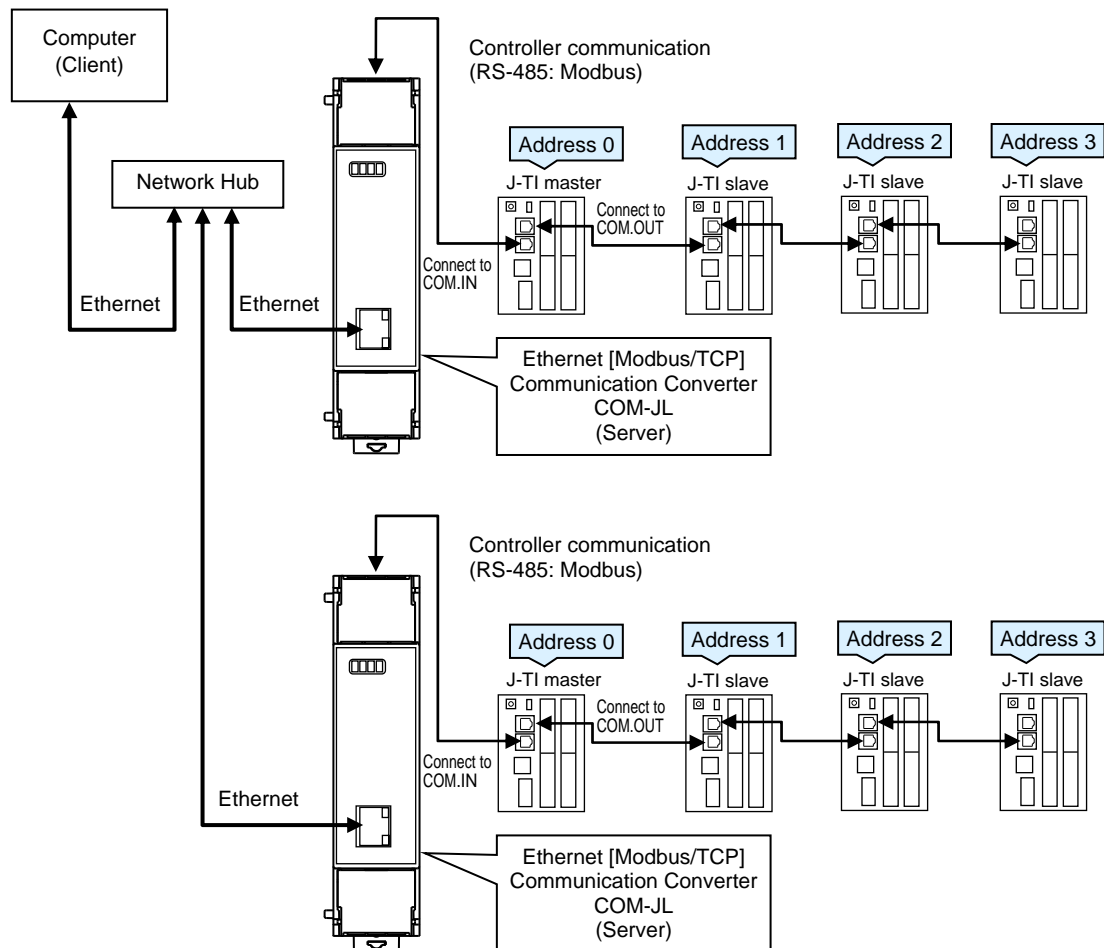 Computer
(Client)
Controller communication
(RS-485: Modbus)
Address 0
Address 1
Address 2
Address 3
J-TI master
J-TI slave
J-TI slave
J-TI slave
Network Hub
Connect to
COM.OUT
Connect to
COM.IN
Ethernet
Ethernet
Ethernet [Modbus/TCP]
Communication Converter
COM-JL
(Server)
Controller communication
(RS-485: Modbus)
Address 0
Address 1
Address 2
Address 3
J-TI master
J-TI slave
J-TI slave
J-TI slave
Connect to
COM.OUT
Connect to
COM.IN
Ethernet
Ethernet [Modbus/TCP]
Communication Converter
COM-JL
(Server)